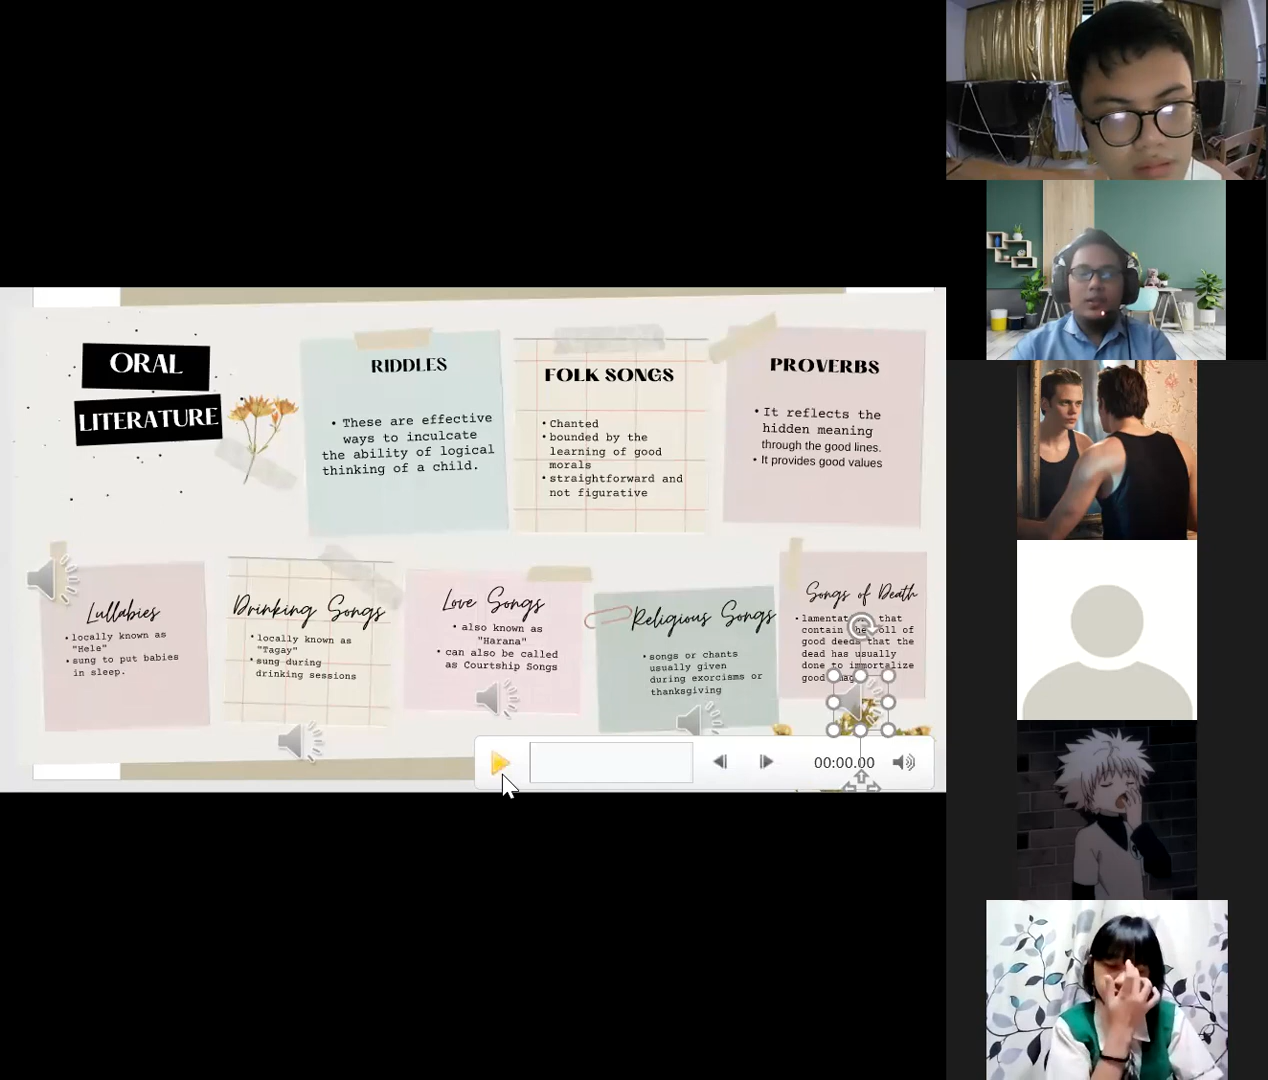 ORAL
LITERATURE
RIDDLES
• These are effective
ways to inculcate
the ability of logical
thinking of a child.
FOLK SONGS
• Chanted
• bounded by the
learning of good
morals
• straightforward and
not figurative
PROVERBS
• It reflects the
hidden meaning
through the good lines.
• It provides good values
Lullabies
• locally known as
"Hele"
• sung to put babies
in sleep.
Drinking Songs
• locally known as
"Tagay"
• sung during
drinking sessions
Love Songs
• also known as
"Harana"
• can also be called
as Courtship Songs
Religious Songs
• songs or chants
usually given
during exorcisms or
thanksgiving
Songs of Death
• that
contain of
good deeds that the
dead has usually
done to immortalize
good
00:00.00